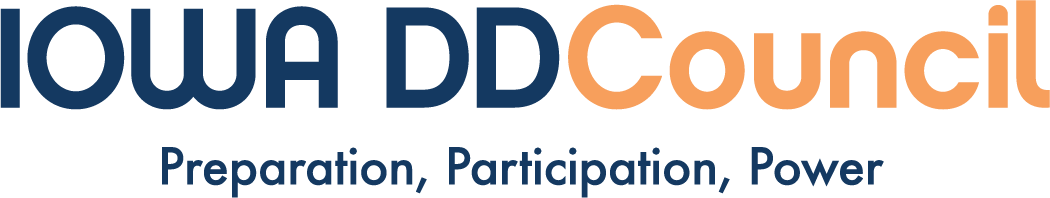 IOWA DDCouncil
Preparation, Participation, Power